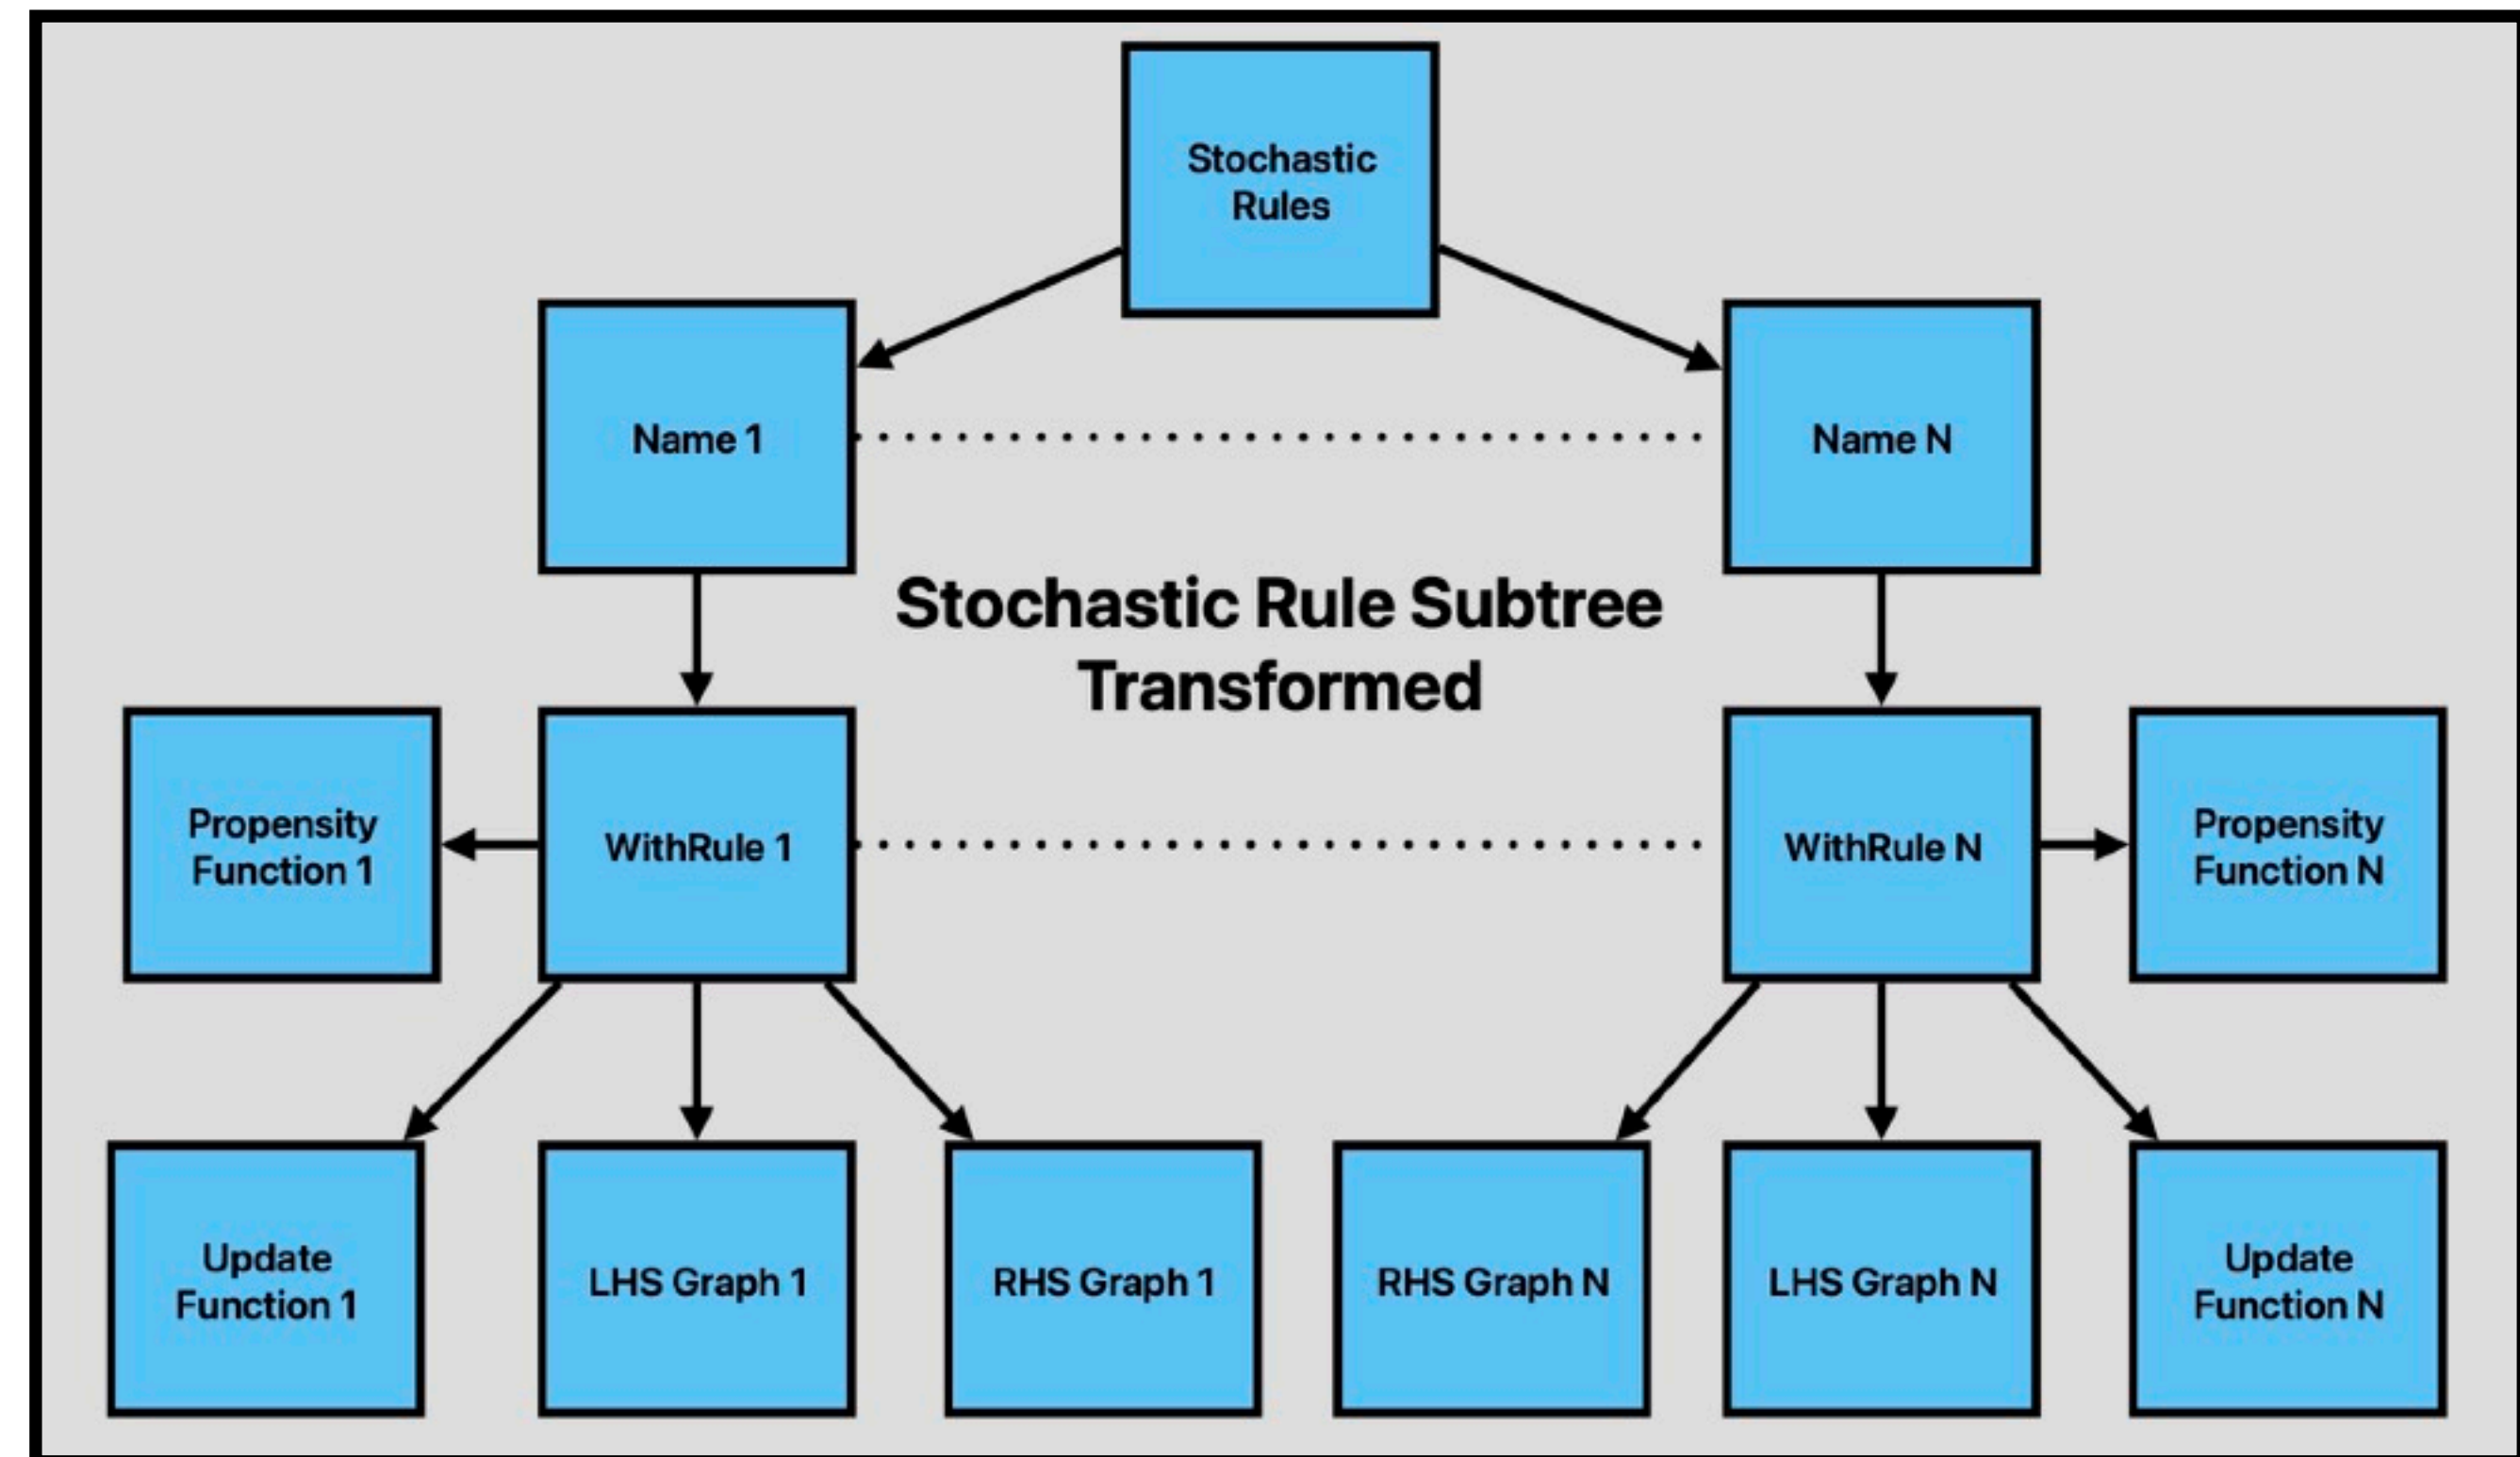 Stochastic
Rules
Name 1
Name N
Stochastic Rule Subtree
Transformed
Propensity
Function 1
WithRule 1
WithRule N
Propensity
Function N
Update
Function 1
LHS Graph 1
RHS Graph 1
RHS Graph N
LHS Graph N
Update
Function N